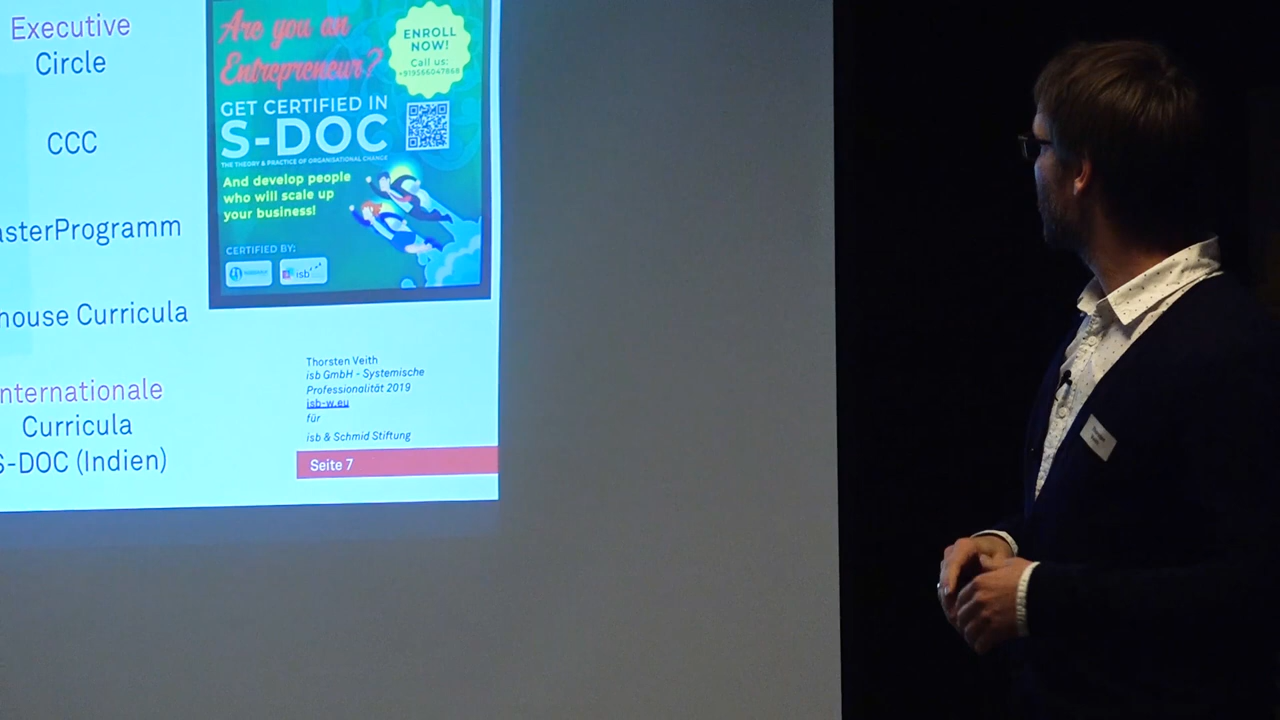 Executive
Circle
CCC
asterProgramm
house Curricula
nternationale
Curricula
S-DOC (Indien)
Are you an
Entrepreneur?
ENROLL
NOW!
Call us:
+919566047868
GET CERTIFIED IN
S-DOC
THE THEORY & PRACTICE OF ORGANISATIONAL CHANGE
And develop people
who will scale up
your business!
CERTIFIED BY:
isb
Thorsten Veith
isb GmbH - Systemische
Professionalität 2019
isb-w.eu
für
isb & Schmid Stiftung
Seite 7